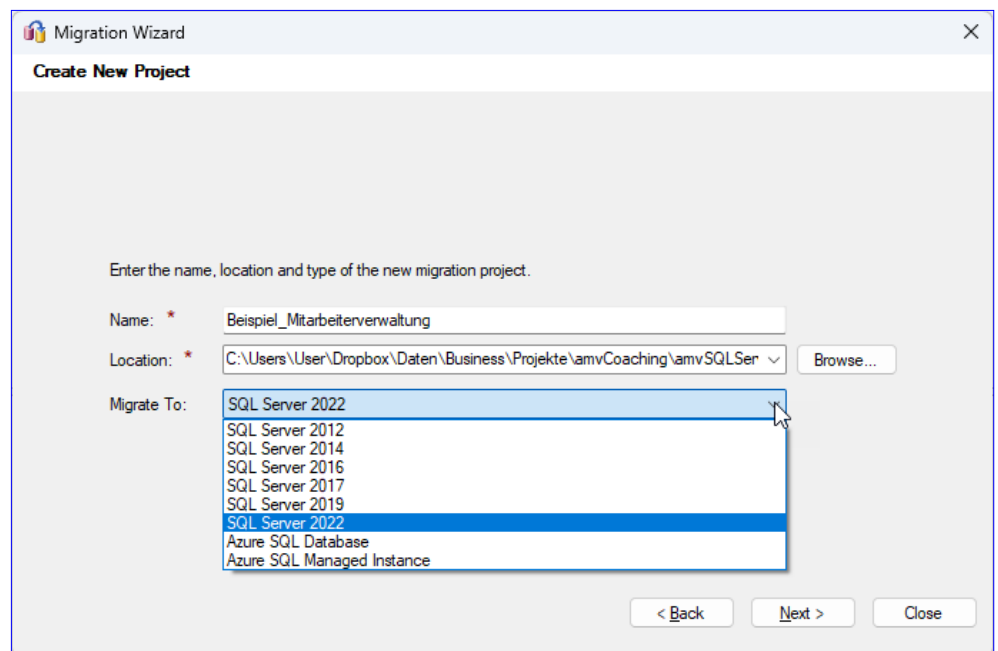 Migration Wizard
Create New Project
Enter the name, location and type of the new migration project.
Name: * Beispiel_Mitarbeiterverwaltung
Location: * C:\Users\User\Dropbox\Daten\Business\Projekte\amvCoaching\amvSQLSer Browse...
Migrate To: SQL Server 2022
SQL Server 2012
SQL Server 2014
SQL Server 2016
SQL Server 2017
SQL Server 2019
SQL Server 2022
Azure SQL Database
Azure SQL Managed Instance
< Back Next > Close